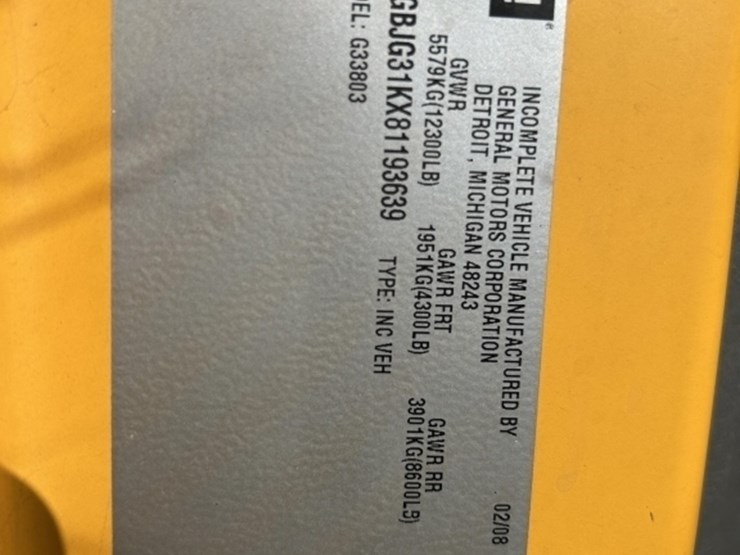 INCOMPLETE VEHICLE MANUFACTURED BY
GENERAL MOTORS CORPORATION
DETROIT, MICHIGAN 48243
02/08
GVWR GAWR FRT GAWR RR
5579KG(12300LB) 1951KG(4300LB) 3901KG(8600LB)
GBJG31KX81193639 TYPE: INC VEH
EL: G33803